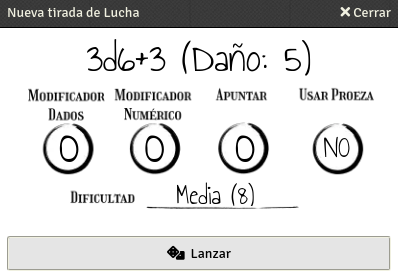 Nueva tirada de Lucha
Cerrar
3d6+3 (Daño: 5)
MODIFICADOR DADOS
MODIFICADOR NUMÉRICO
APUNTAR
USAR PROEZA
0
0
0
NO
DIFICULTAD
Media (8)
Lanzar